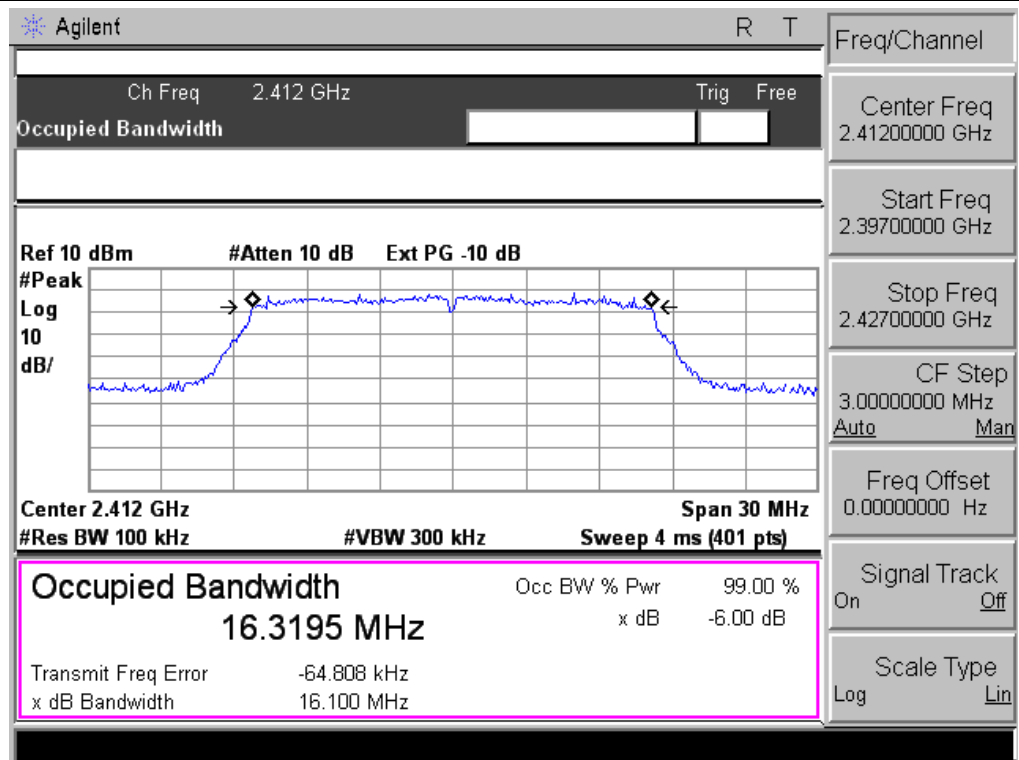 Agilent R T
Ch Freq 2.412 GHz Trig Free
Occupied Bandwidth
Ref 10 dBm #Atten 10 dB Ext PG -10 dB
#Peak
Log
10
dB/
Center 2.412 GHz Span 30 MHz
#Res BW 100 kHz #VBW 300 kHz Sweep 4 ms (401 pts)
Occupied Bandwidth Occ BW % Pwr 99.00 %
16.3195 MHz x dB -6.00 dB
Transmit Freq Error -64.808 kHz
x dB Bandwidth 16.100 MHz
Freq/Channel
Center Freq
2.41200000 GHz
Start Freq
2.39700000 GHz
Stop Freq
2.42700000 GHz
CF Step
3.00000000 MHz
Auto Man
Freq Offset
0.00000000 Hz
Signal Track
On Off
Scale Type
Log Lin